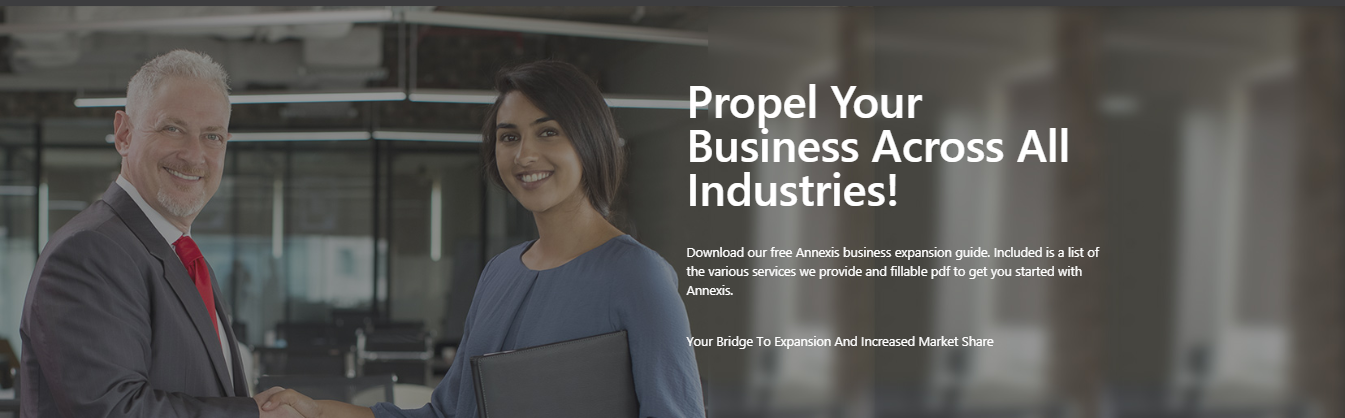 Propel Your
Business Across All
Industries!
Download our free Annexis business expansion guide. Included is a list of
the various services we provide and fillable pdf to get you started with
Annexis.
Your Bridge To Expansion And Increased Market Share